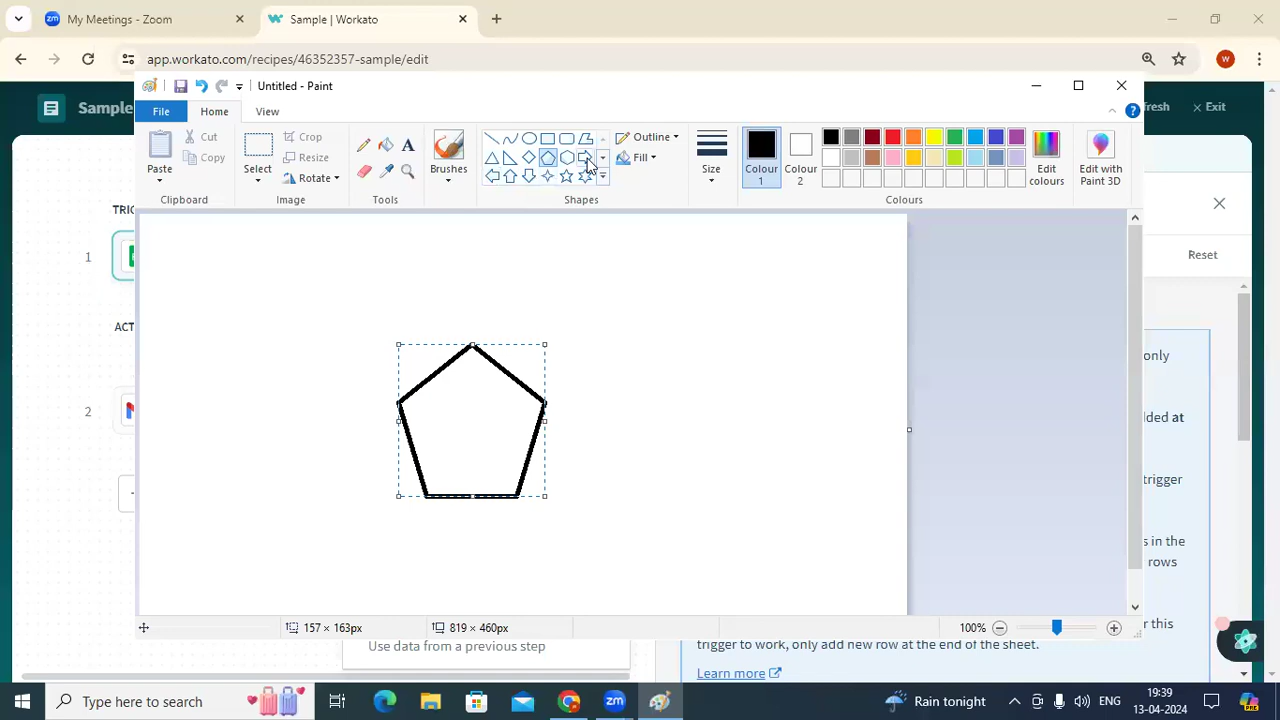 My Meetings - Zoom
Sample | Workato
app.workato.com/recipes/46352357-sample/edit
W
Sample
Untitled - Paint
File
Home
View
Paste
Cut
Copy
Clipboard
Select
Crop
Resize
Rotate
Image
A
Tools
Brushes
Outline
Fill
Shapes
Size
Colour 1
Colour 2
Edit colours
Edit with Paint 3D
Colours
fresh
Exit
TRI
1
ACT
2
Reset
only
dded at
trigger
s in the
rows
r this
trigger to work, only add new row at the end of the sheet.
Learn more
Use data from a previous step
157 × 163px
819 × 460px
100%
Type here to search
Rain tonight
ENG
19:39
13-04-2024